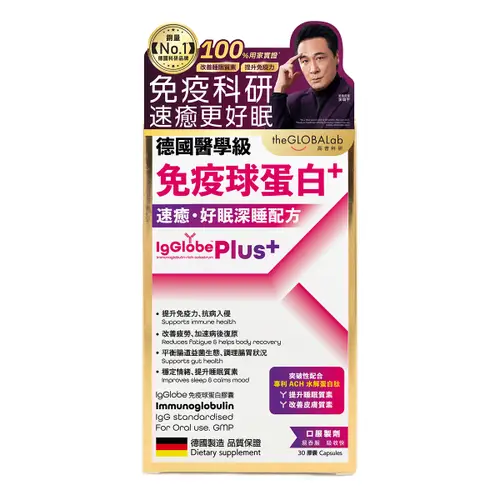 銷量
No.1
德國科研品牌
100%用家實證
改善睡眠質素 提升免疫力
免疫科研
速癒更好眠
theGLOBALab
德國醫學級
免疫球蛋白+
速癒・好眠深睡配方
IgGlobe™ Plus+
• 提升免疫力、抗病入侵
Supports immune health
• 改善疲勞、加速病後復原
Reduces Fatigue & helps body recovery
• 平衡腸道益菌生態、調理腸胃狀況
Supports gut health
• 穩定情緒、提升睡眠質素
Improves sleep & calms mood
突破性配合
專利 ACH 水解蛋白肽
提升睡眠質素
改善皮膚質素
IgGlobe 免疫球蛋白膠囊
Immunoglobulin
IgG standardised
For Oral use. GMP
口服製劑
吸收快
德國製造 品質保證
Dietary supplement
30 膠囊 Capsules